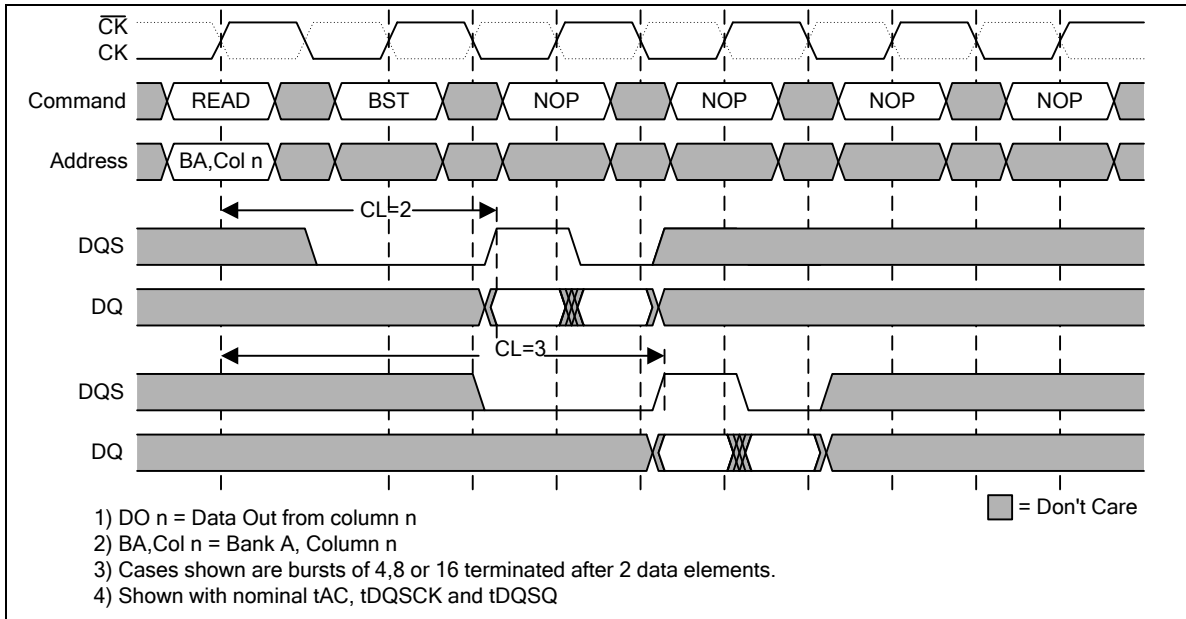 CK
CK
Command READ BST NOP NOP NOP NOP
Address BA,Col n
CL=2
DQS
DQ
CL=3
DQS
DQ
1) DO n = Data Out from column n
2) BA,Col n = Bank A, Column n
3) Cases shown are bursts of 4,8 or 16 terminated after 2 data elements.
4) Shown with nominal tAC, tDQSCK and tDQSQ
= Don't Care